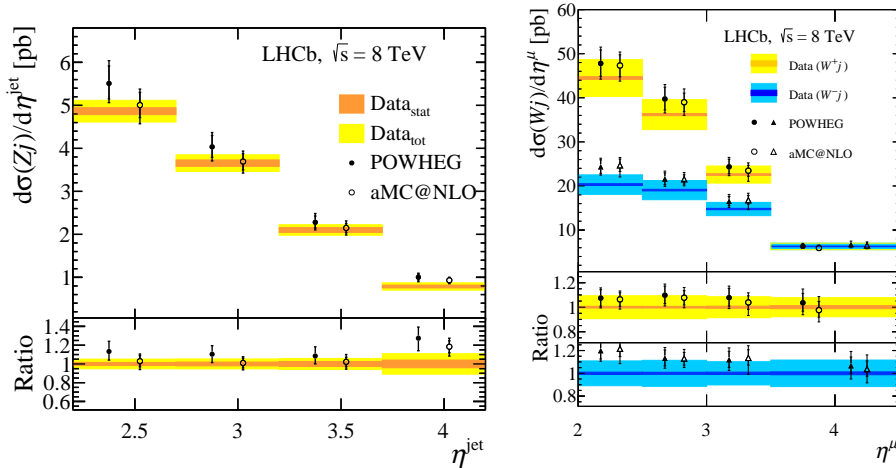 dσ(Zj)/dη^jet [pb]
LHCb, √s = 8 TeV
Data_stat
Data_tot
POWHEG
aMC@NLO
6
5
4
3
2
1
Ratio
1.4
1.2
1
0.8
0.6
2.5 3 3.5 4
η^jet
dσ(Wj)/dη^μ [pb]
LHCb, √s = 8 TeV
Data (W⁺j)
Data (W⁻j)
POWHEG
aMC@NLO
60
50
40
30
20
10
Ratio
1.2
1
0.8
1.2
1
0.8
2 3 4
η^μ